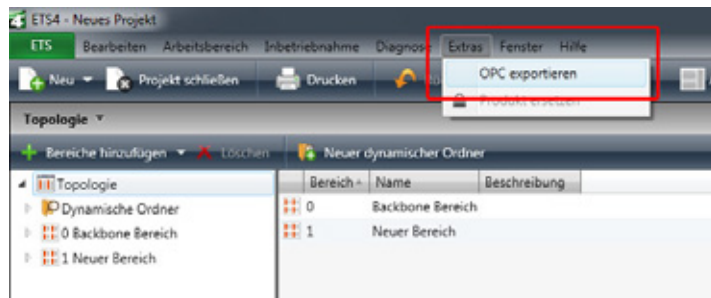 ETS4 - Neues Projekt
ETS Bearbeiten Arbeitsbereich Inbetriebnahme Diagnose Extras Fenster Hilfe
Neu Projekt schließen Drucken
OPC exportieren
Produkt ersetzen
Topologie
Bereiche hinzufügen Löschen Neuer dynamischer Ordner
Topologie
Dynamische Ordner
0 Backbone Bereich
1 Neuer Bereich
Bereich Name Beschreibung
0 Backbone Bereich
1 Neuer Bereich